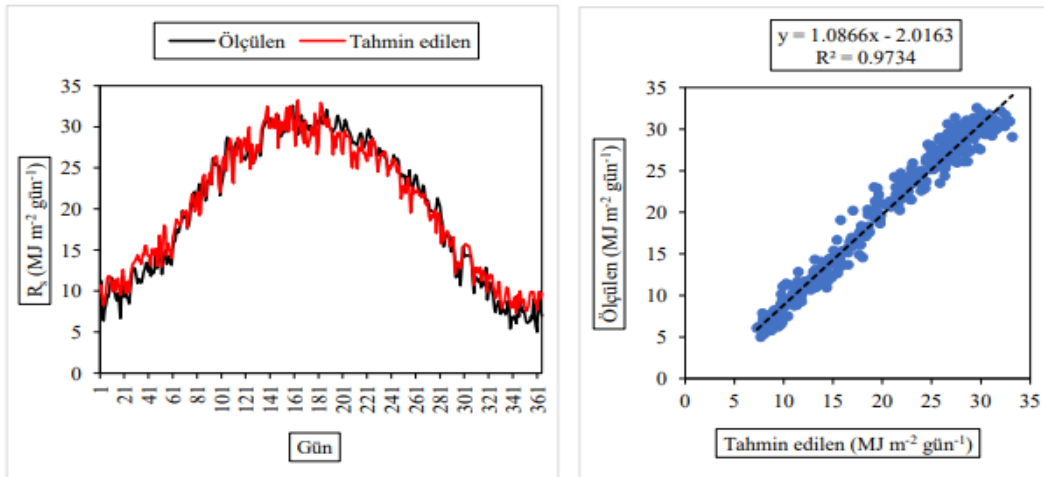 Ölçülen
Tahmin edilen
R_s (MJ m⁻² gün⁻¹)
35
30
25
20
15
10
5
0
1 21 41 61 81 101 121 141 161 181 201 221 241 261 281 301 321 341 361
Gün
y = 1.0866x - 2.0163
R² = 0.9734
Ölçülen (MJ m⁻² gün⁻¹)
35
30
25
20
15
10
5
0
0 5 10 15 20 25 30 35
Tahmin edilen (MJ m⁻² gün⁻¹)